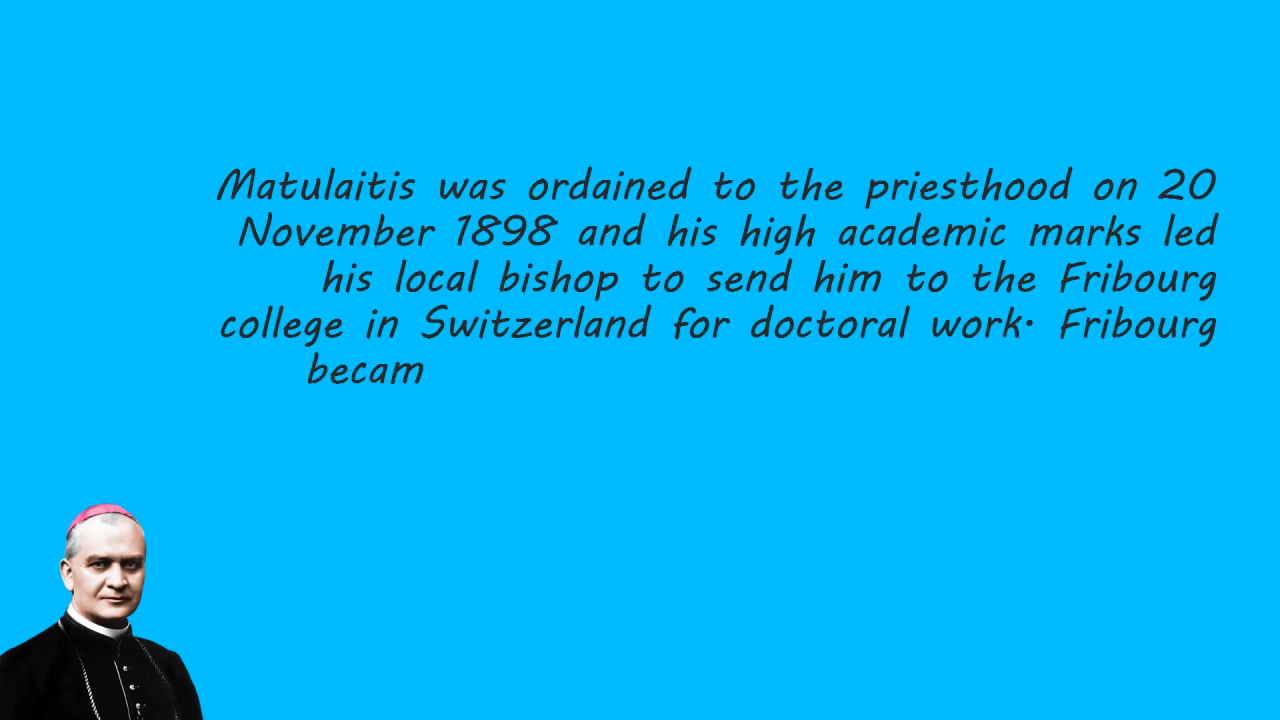 Matulaitis was ordained to the priesthood on 20
November 1898 and his high academic marks led
his local bishop to send him to the Fribourg
college in Switzerland for doctoral work. Fribourg
becam